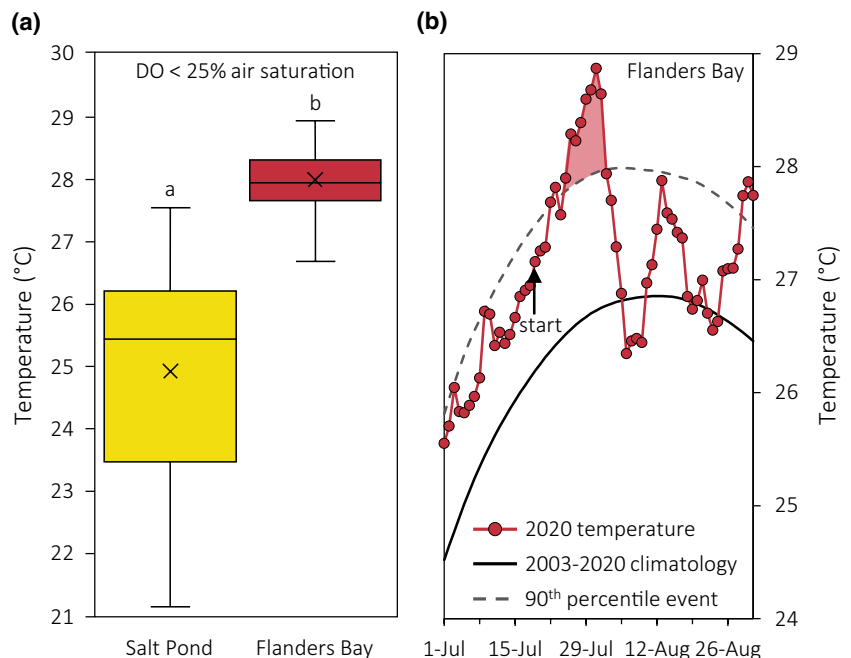 (a)
Temperature (°C)
30
29
28
27
26
25
24
23
22
21
DO < 25% air saturation
a
b
Salt Pond
Flanders Bay
(b)
Flanders Bay
start
2020 temperature
2003-2020 climatology
90th percentile event
29
28
27
26
25
24
Temperature (°C)
1-Jul
15-Jul
29-Jul
12-Aug
26-Aug